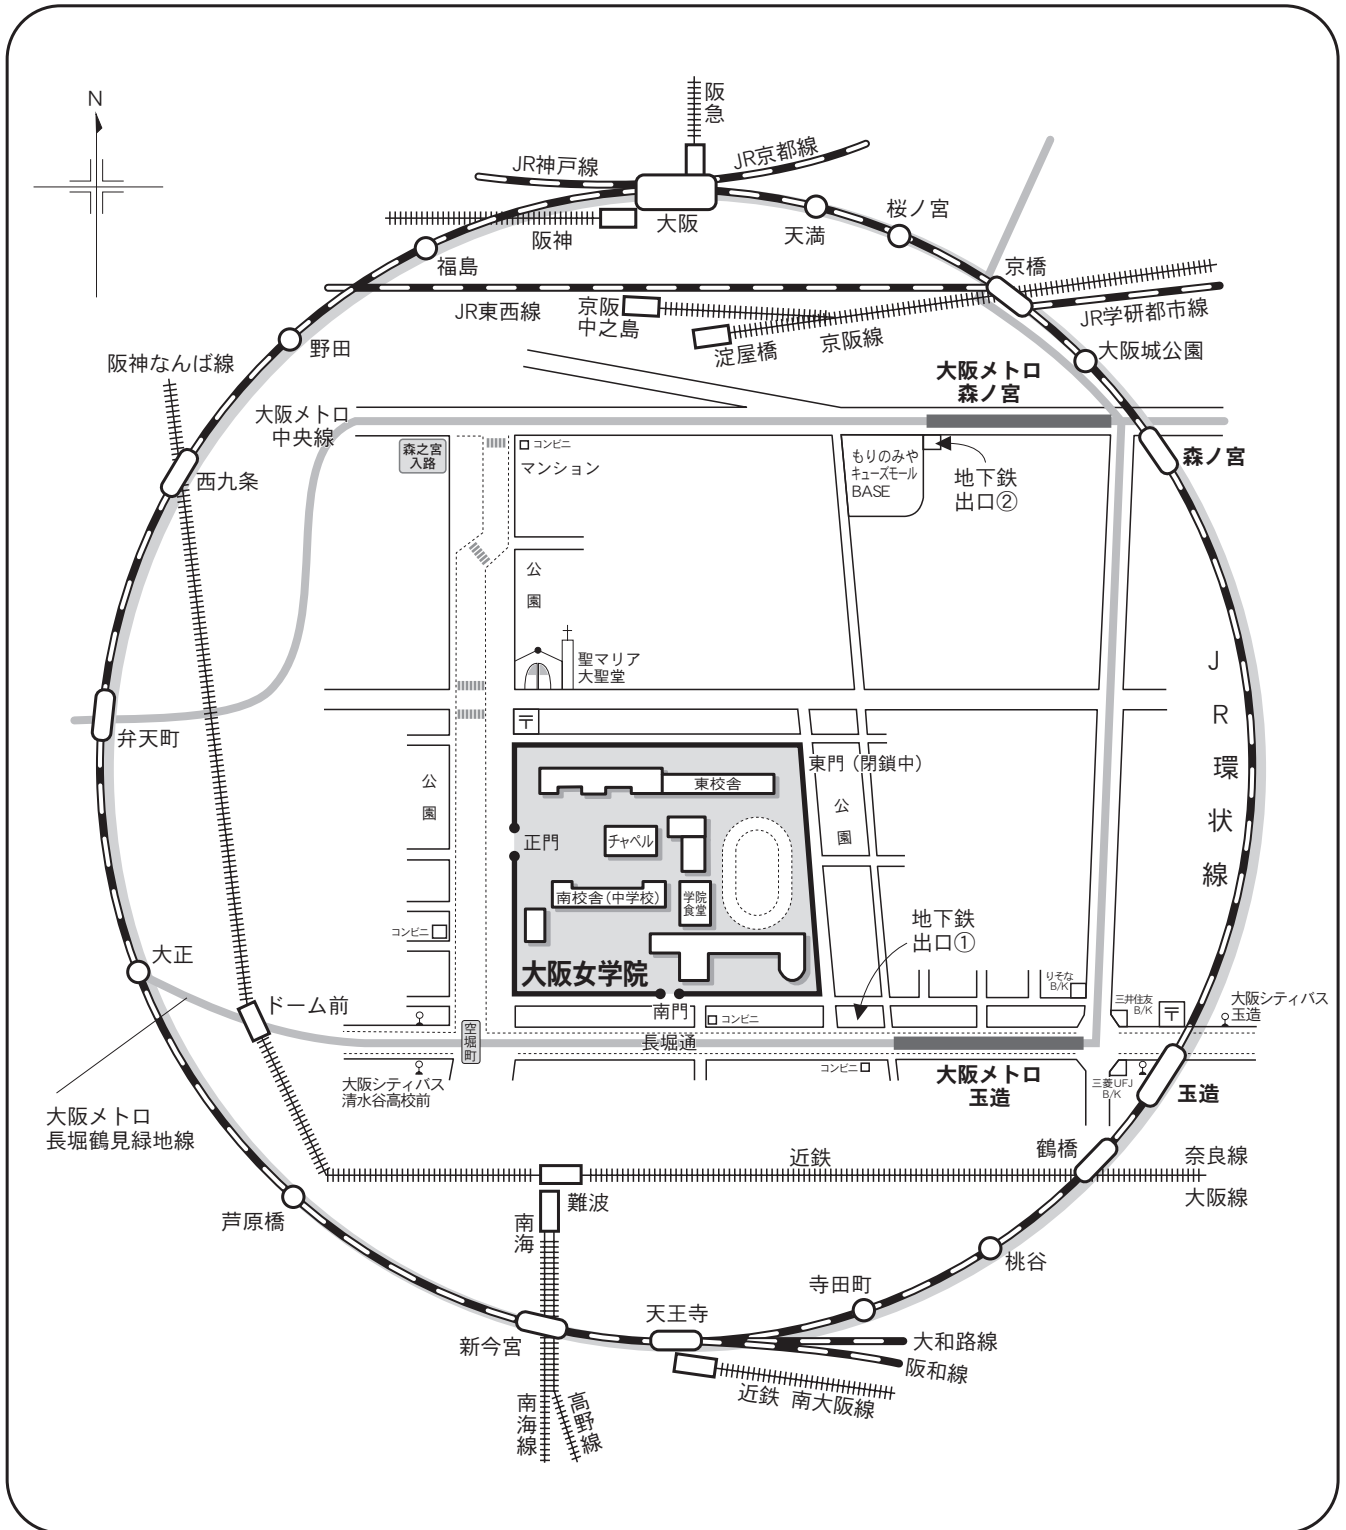 N
阪急
JR神戸線
JR京都線
大阪
阪神
天満
桜ノ宮
福島
京橋
JR東西線
京阪
中之島
淀屋橋
京阪線
JR学研都市線
野田
大阪城公園
阪神なんば線
大阪メトロ
森ノ宮
大阪メトロ
中央線
森之宮
入路
コンビニ
マンション
もりのみや
キューズモール
BASE
地下鉄
出口②
森ノ宮
西九条
公園
聖マリア
大聖堂
JR環状線
弁天町
〒
東門(閉鎖中)
公園
公園
東校舎
正門
チャペル
南校舎(中学校)
学院
食堂
コンビニ
地下鉄
出口①
大阪女学院
大正
ドーム前
南門
コンビニ
りそな
B/K
三井住友
B/K
〒
大阪シティバス
玉造
空堀町
長堀通
大阪シティバス
清水谷高校前
コンビニ
大阪メトロ
玉造
三菱UFJ
B/K
玉造
大阪メトロ
長堀鶴見緑地線
鶴橋
近鉄
奈良線
大阪線
難波
南海
芦原橋
桃谷
寺田町
天王寺
新今宮
大和路線
阪和線
近鉄 南大阪線
南海線
高野線